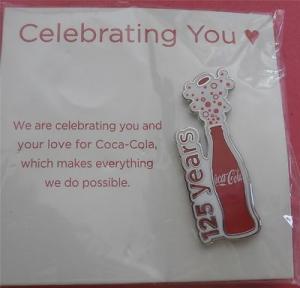 Celebrating You ♥
We are celebrating you and
your love for Coca-Cola,
which makes everything
we do possible.
125 years
Coca-Cola